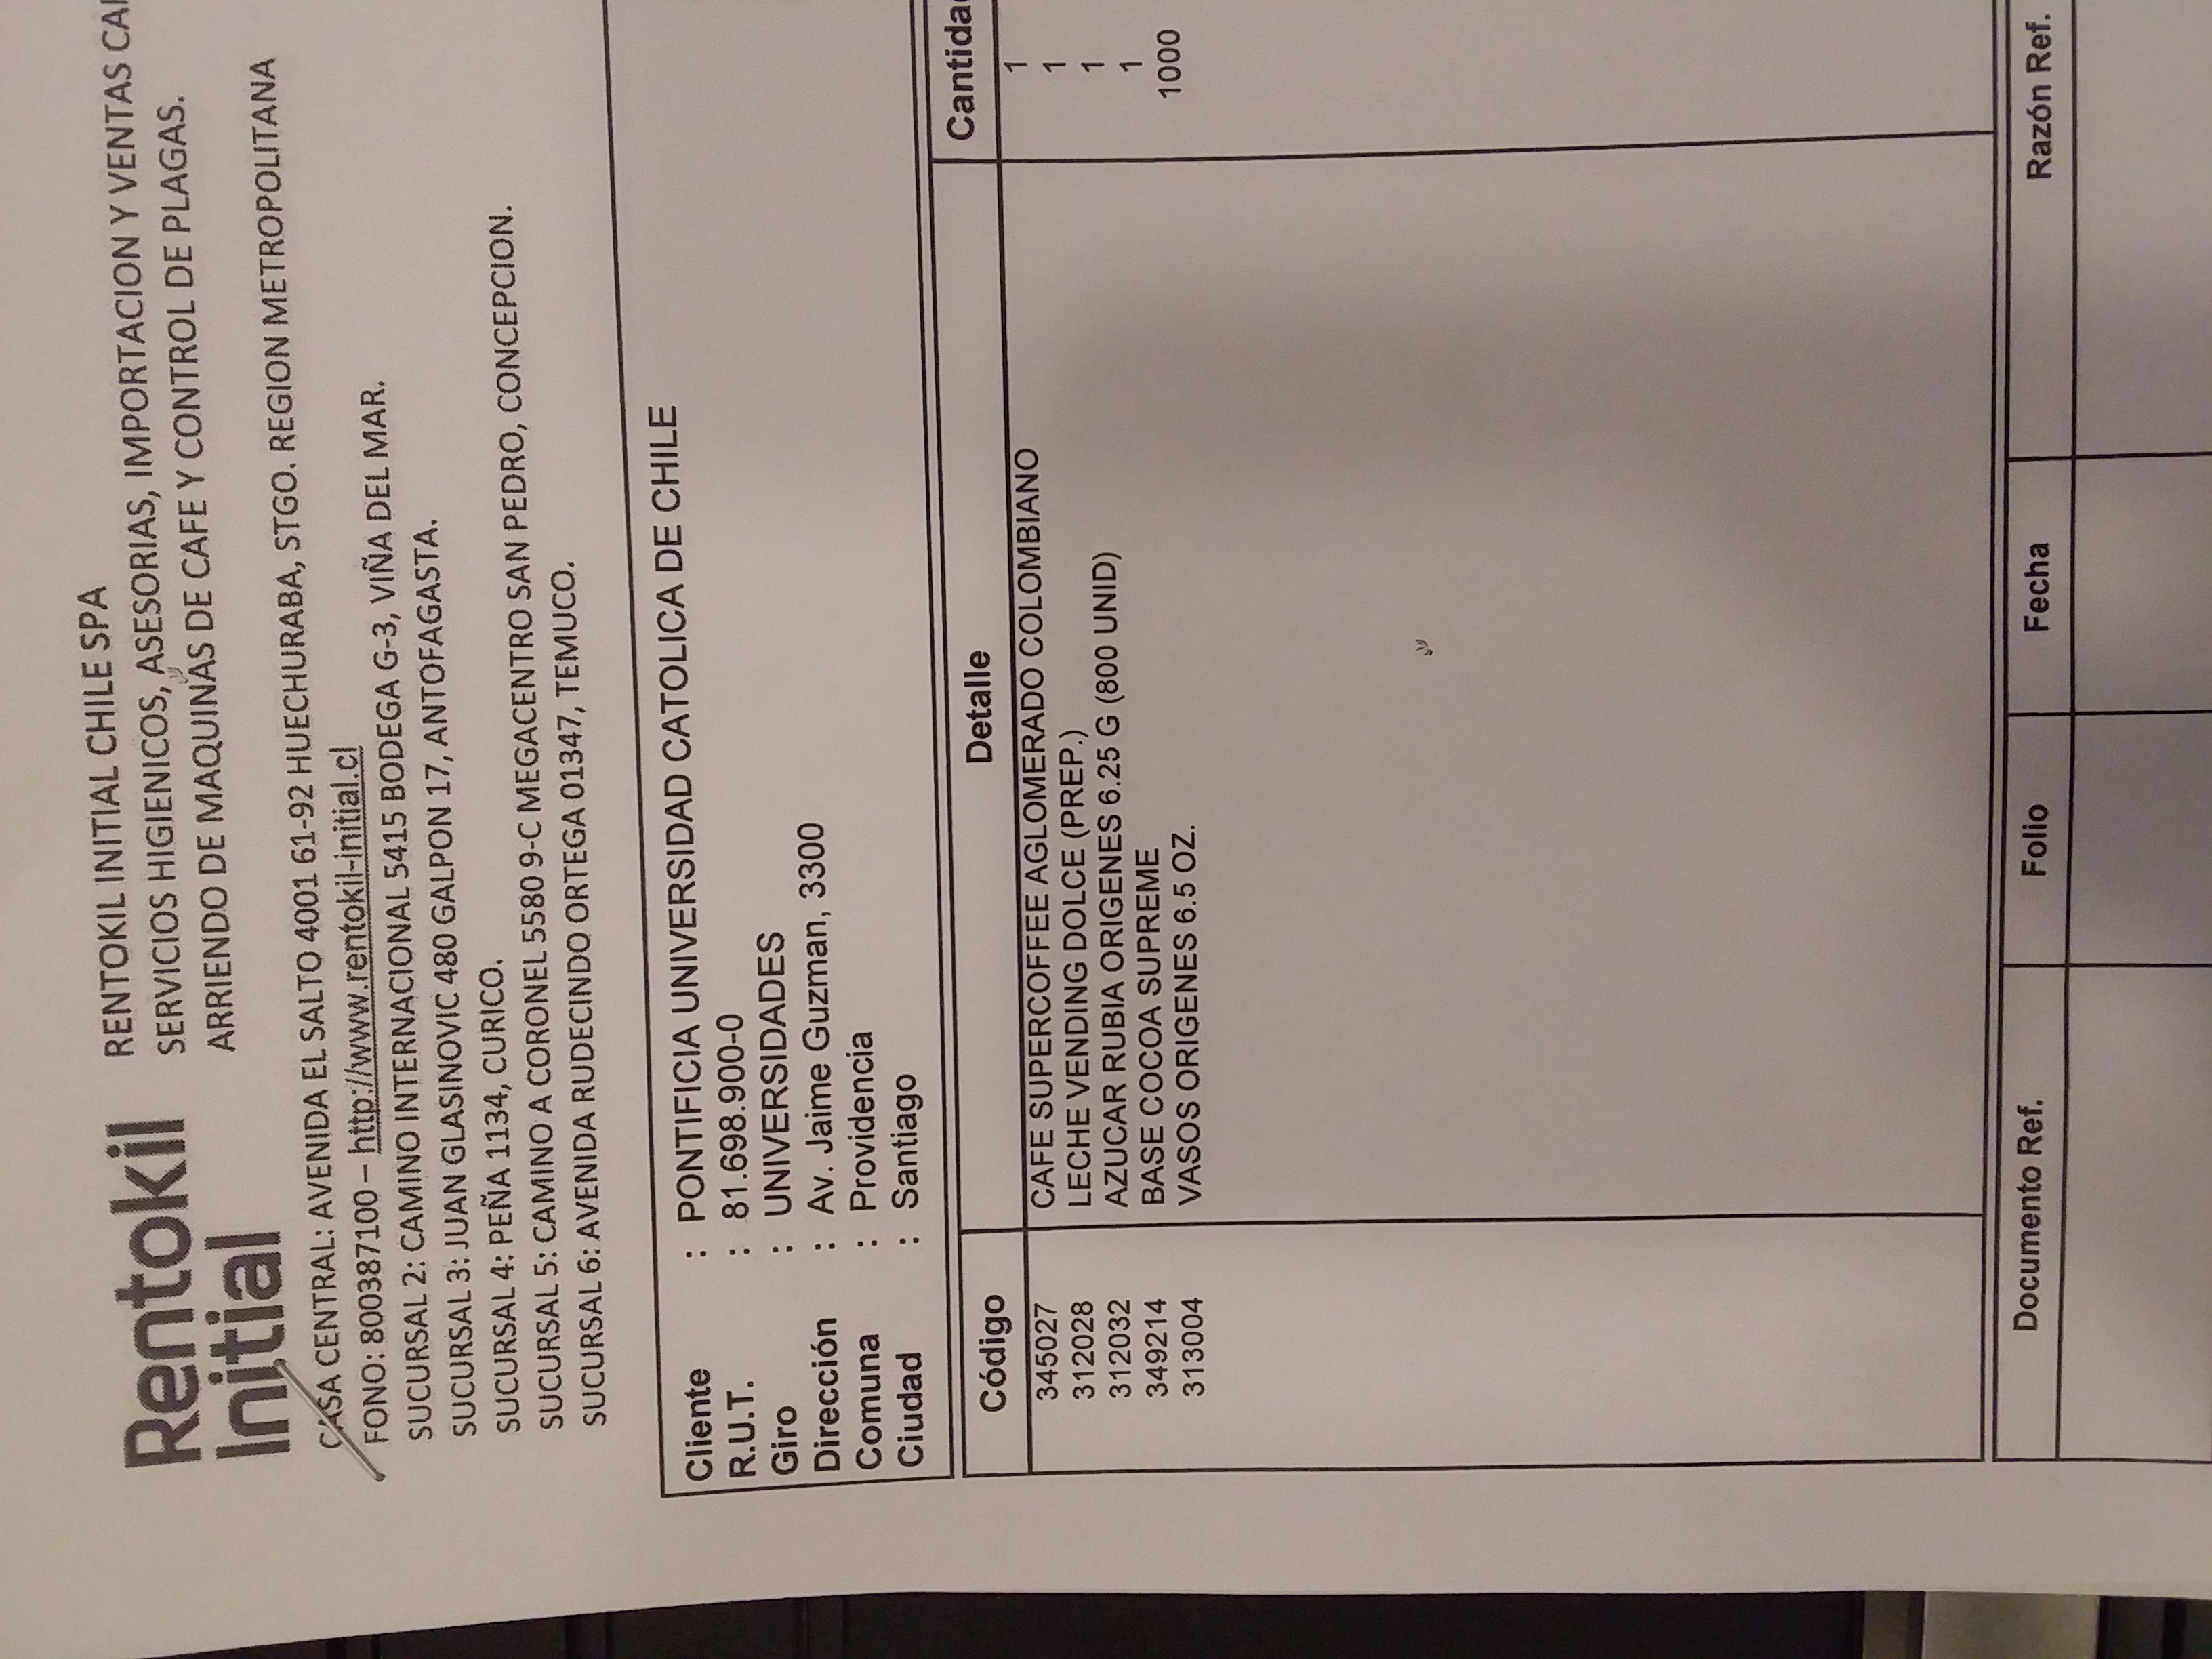 Rentokil
Initial
RENTOKIL INITIAL CHILE SPA
SERVICIOS HIGIENICOS, ASESORIAS, IMPORTACION Y VENTAS
ARRIENDO DE MAQUINAS DE CAFE Y CONTROL DE PLAGAS.
CASA CENTRAL: AVENIDA EL SALTO 4001 61-92 HUECHURABA, STGO. REGION METROPOLITANA
FONO: 800387100 – http://www.rentokil-initial.cl
SUCURSAL 2: CAMINO INTERNACIONAL 5415 BODEGA G-3, VIÑA DEL MAR.
SUCURSAL 3: JUAN GLASINOVIC 480 GALPON 17, ANTOFAGASTA.
SUCURSAL 4: PEÑA 1134, CURICO.
SUCURSAL 5: CAMINO A CORONEL 5580 9-C MEGACENTRO SAN PEDRO, CONCEPCION.
SUCURSAL 6: AVENIDA RUDECINDO ORTEGA 01347, TEMUCO.
Cliente : PONTIFICIA UNIVERSIDAD CATOLICA DE CHILE
R.U.T. : 81.698.900-0
Giro : UNIVERSIDADES
Dirección : Av. Jaime Guzman, 3300
Comuna : Providencia
Ciudad : Santiago
Código Detalle
345027 CAFE SUPERCOFFEE AGLOMERADO COLOMBIANO 1
312028 LECHE VENDING DOLCE (PREP.) 1
312032 AZUCAR RUBIA ORIGENES 6.25 G (800 UNID) 1
349214 BASE COCOA SUPREME 1
313004 VASOS ORIGENES 6.5 OZ. 1000
Documento Ref. Folio Fecha Razón Ref.